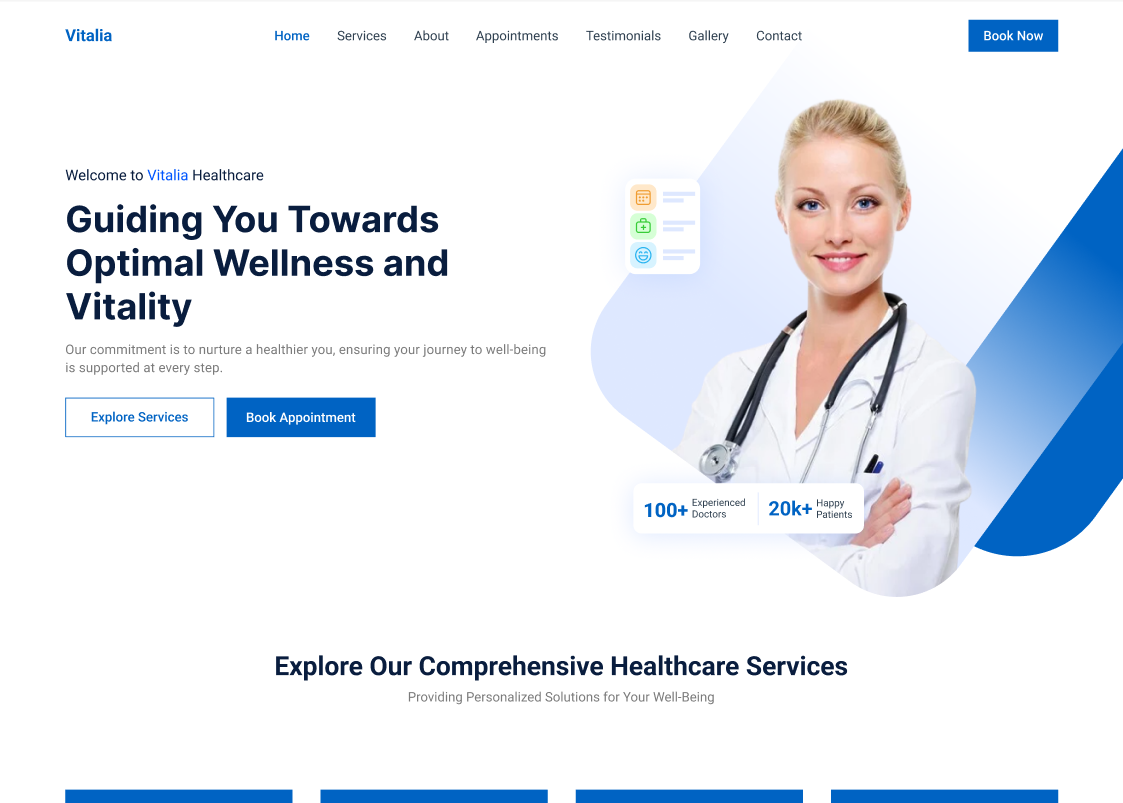 Vitalia
Home
Services
About
Appointments
Testimonials
Gallery
Contact
Book Now
Welcome to Vitalia Healthcare
Guiding You Towards
Optimal Wellness and
Vitality
Our commitment is to nurture a healthier you, ensuring your journey to well-being
is supported at every step.
Explore Services
Book Appointment
100+ Experienced
Doctors
20k+ Happy
Patients
Explore Our Comprehensive Healthcare Services
Providing Personalized Solutions for Your Well-Being